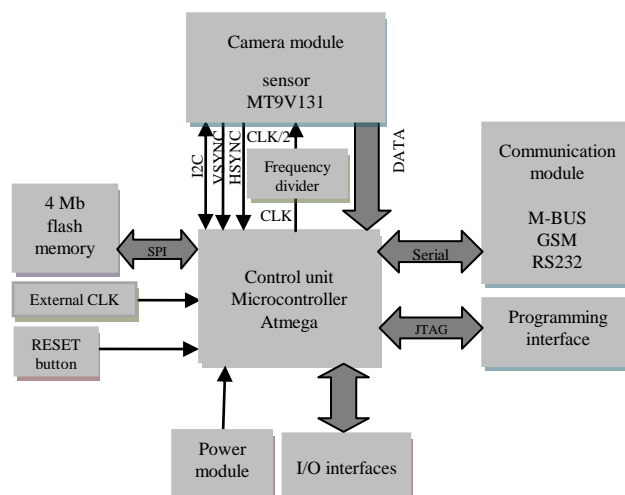 Camera module
sensor
MT9V131
I2C
VSYNC
HSYNC
CLK/2
DATA
Frequency
divider
CLK
4 Mb
flash
memory
SPI
Communication
module
M-BUS
GSM
RS232
Serial
Control unit
Microcontroller
Atmega
External CLK
RESET
button
JTAG
Programming
interface
Power
module
I/O interfaces